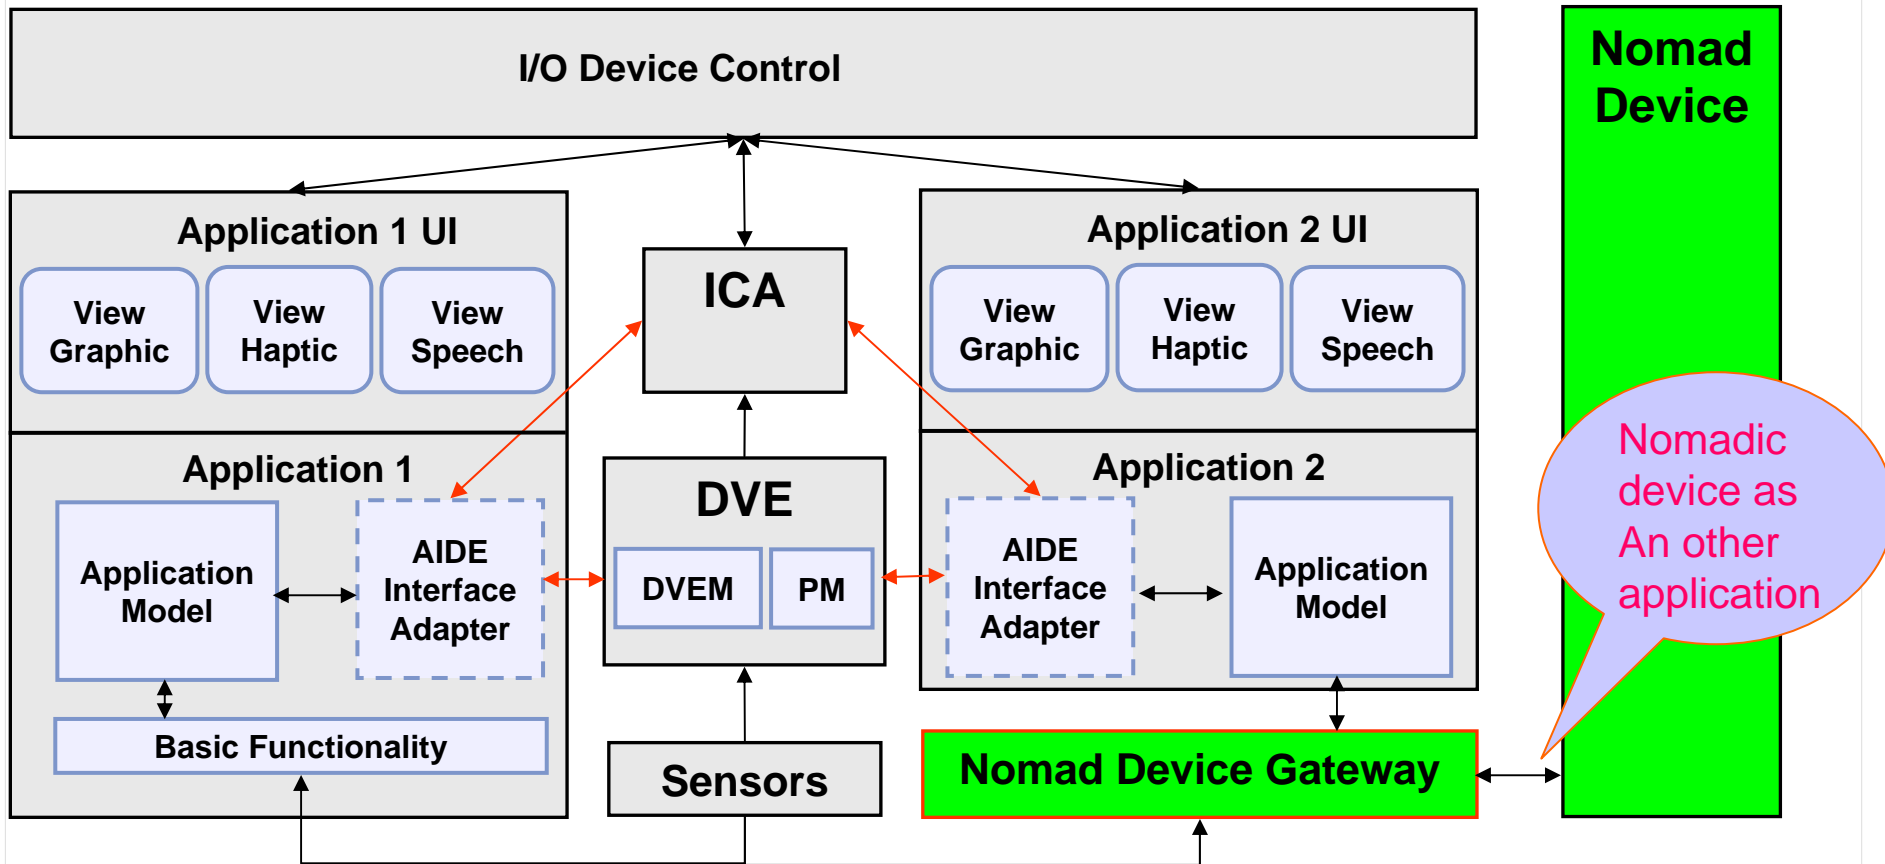 I/O Device Control
Nomad
Device
Application 1 UI
View
Graphic
View
Haptic
View
Speech
ICA
Application 2 UI
View
Graphic
View
Haptic
View
Speech
Application 1
Application
Model
AIDE
Interface
Adapter
Basic Functionality
DVE
DVEM
PM
Sensors
Application 2
AIDE
Interface
Adapter
Application
Model
Nomad Device Gateway
Nomadic
device as
An other
application